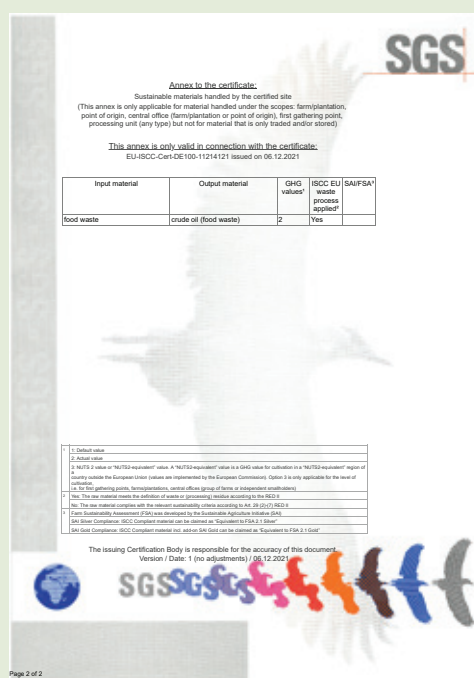 SGS
Annex to the certificate:
Sustainable materials handled by the certified site
(This annex is only applicable for material handled under the scopes: farm/plantation,
point of origin, central office (farm/plantation or point of origin), first gathering point,
processing unit (any type) but not for material that is only traded and/or stored)
This annex is only valid in connection with the certificate:
EU-ISCC-Cert-DE100-11214121 issued on 06.12.2021
Input material Output material GHG values¹ ISCC EU waste process applied² SAI/FSA³
food waste crude oil (food waste) 2 Yes
1 1: Default value
2: Actual value
3: NUTS 2 value or "NUTS2-equivalent" value. A "NUTS2-equivalent" value is a GHG value for cultivation in a "NUTS2-equivalent" region of
a
country outside the European Union (values are implemented by the European Commission). Option 3 is only applicable for the level of
cultivation,
i.e. for first gathering points, farms/plantations, central offices (group of farms or independent smallholders)
2 Yes: The raw material meets the definition of waste or (processing) residue according to the RED II
No: The raw material complies with the relevant sustainability criteria according to Art. 29 (2)-(7) RED II
3 Farm Sustainability Assessment (FSA) was developed by the Sustainable Agriculture Initiative (SAI)
SAI Silver Compliance: ISCC Compliant material can be claimed as "Equivalent to FSA 2.1 Silver"
SAI Gold Compliance: ISCC Compliant material incl. add-on SAI Gold can be claimed as "Equivalent to FSA 2.1 Gold"
The issuing Certification Body is responsible for the accuracy of this document.
Version / Date: 1 (no adjustments) / 06.12.2021
SGSSGSSGS
Page 2 of 2